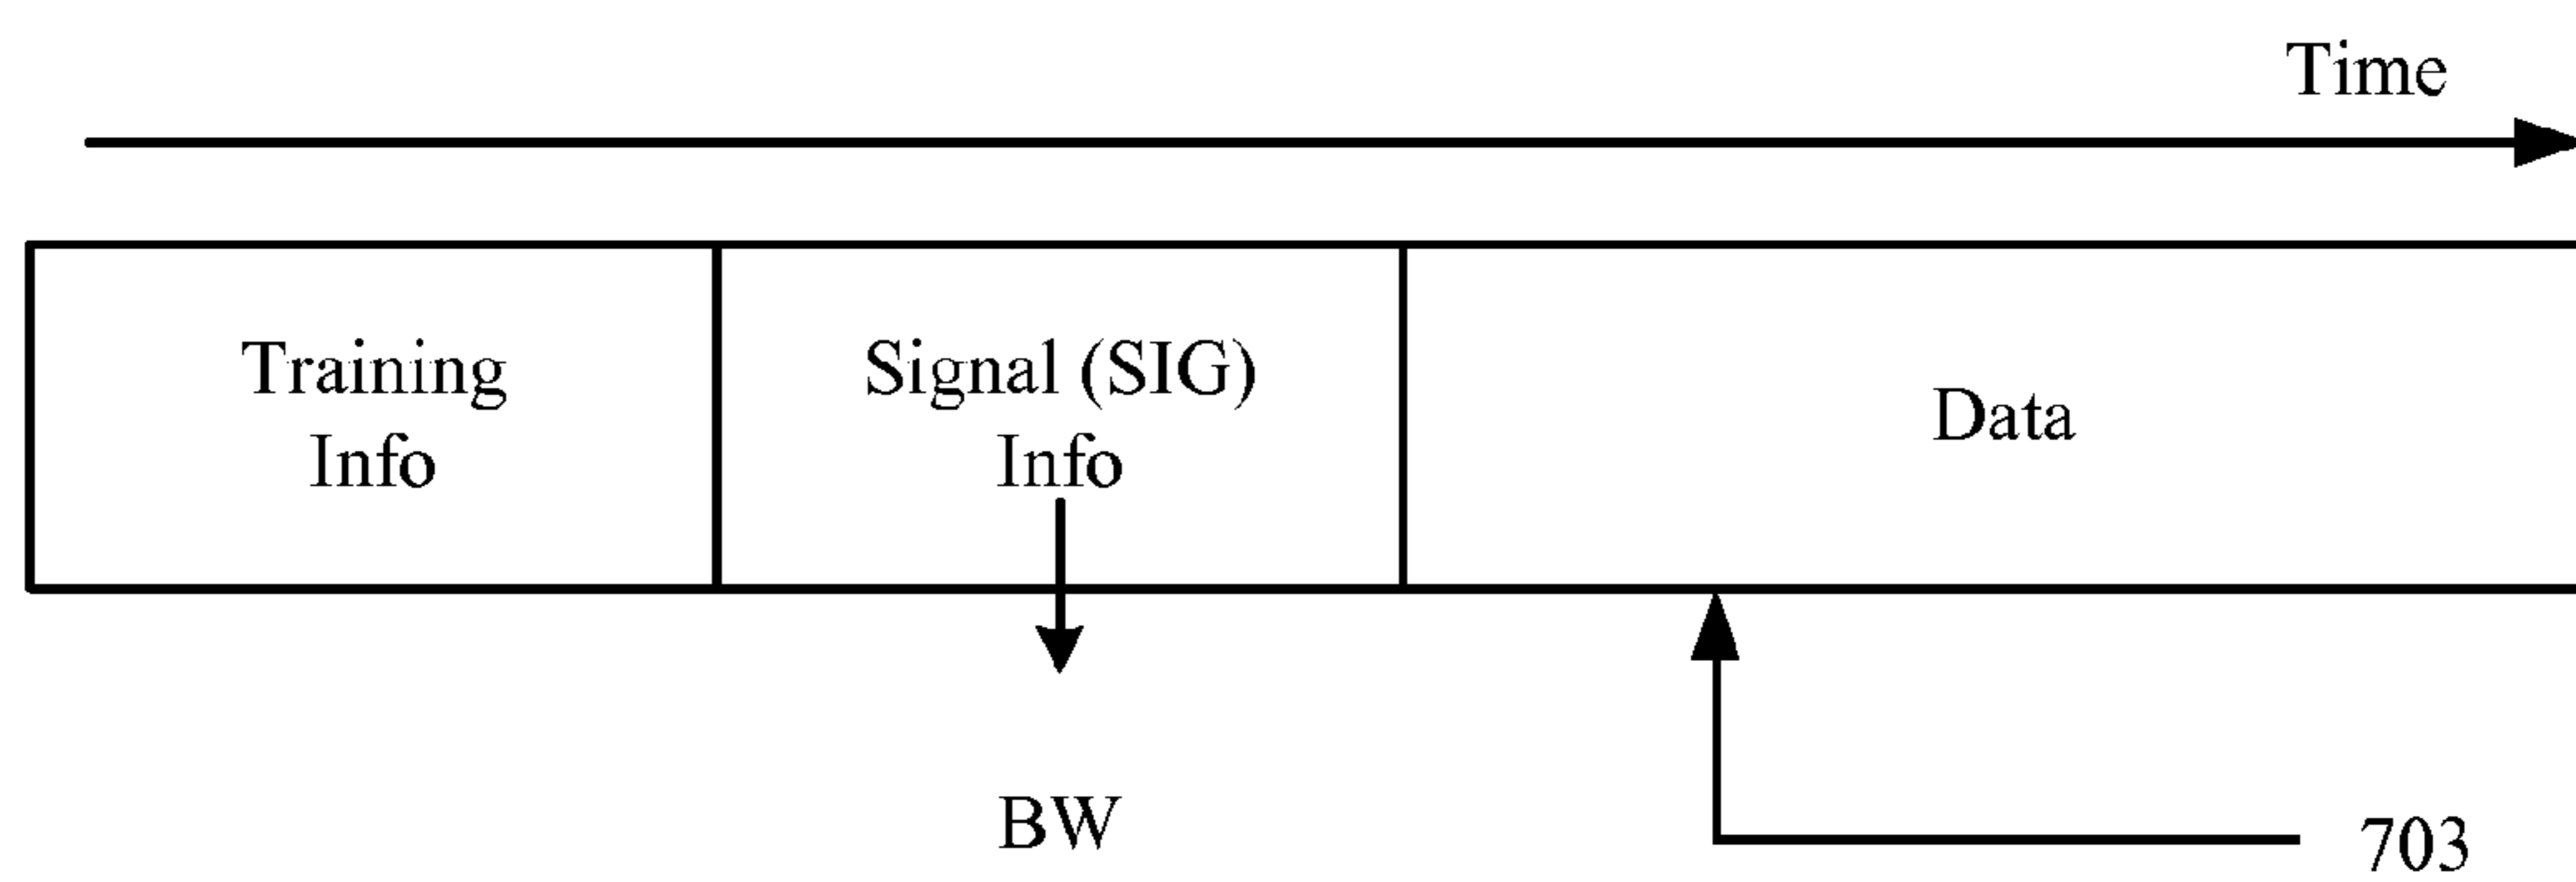 Time
Training
Info
Signal (SIG)
Info
Data
BW
703